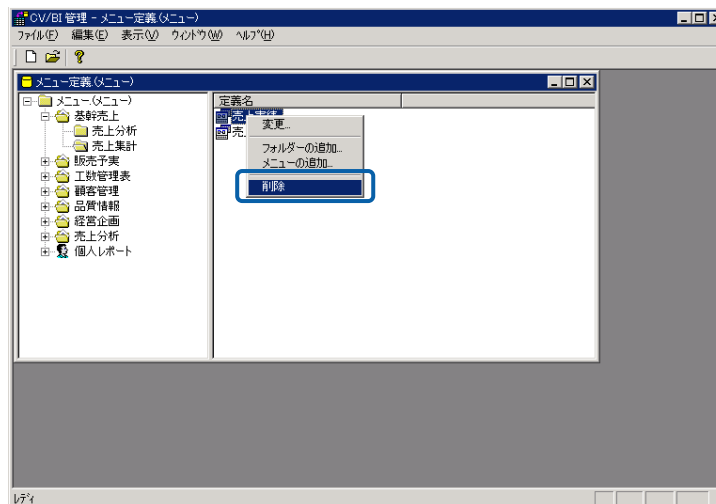 CV/BI 管理 - メニュー定義(メニュー)
ファイル(F) 編集(E) 表示(V) ウィンドウ(W) ヘルプ(H)
メニュー定義.(メニュー)
メニュー.(メニュー)
基幹売上
売上分析
売上集計
販売予実
工数管理表
顧客管理
品質情報
経営企画
売上分析
個人レポート
定義名
売上実績
売
変更...
フォルダーの追加...
メニューの追加...
削除
レディ